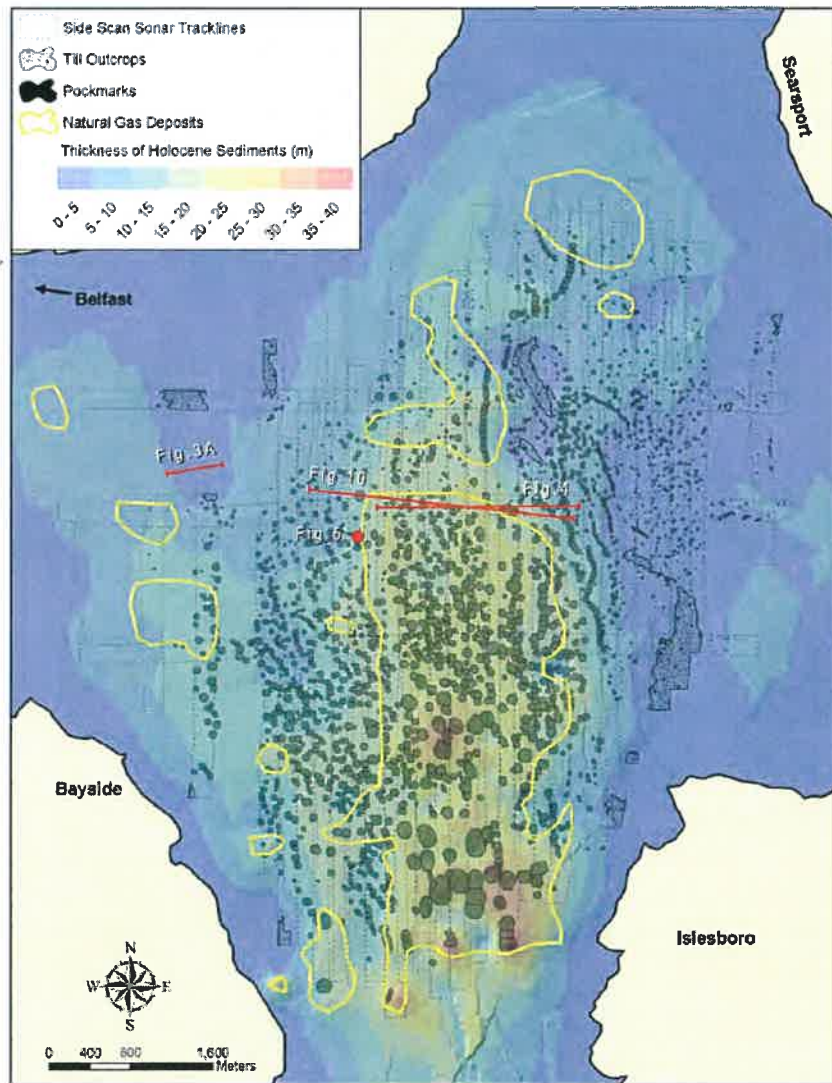 Side Scan Sonar Tracklines
Till Outcrops
Pockmarks
Natural Gas Deposits
Thickness of Holocene Sediments (m)
0 - 5
5 - 10
10 - 15
15 - 20
20 - 25
25 - 30
30 - 35
35 - 40
Searsport
Belfast
Fig. 3A
Fig. 10
Fig. 4
Fig. 6
Bayside
Islesboro
N
W
E
S
0 400 800 1,600
Meters